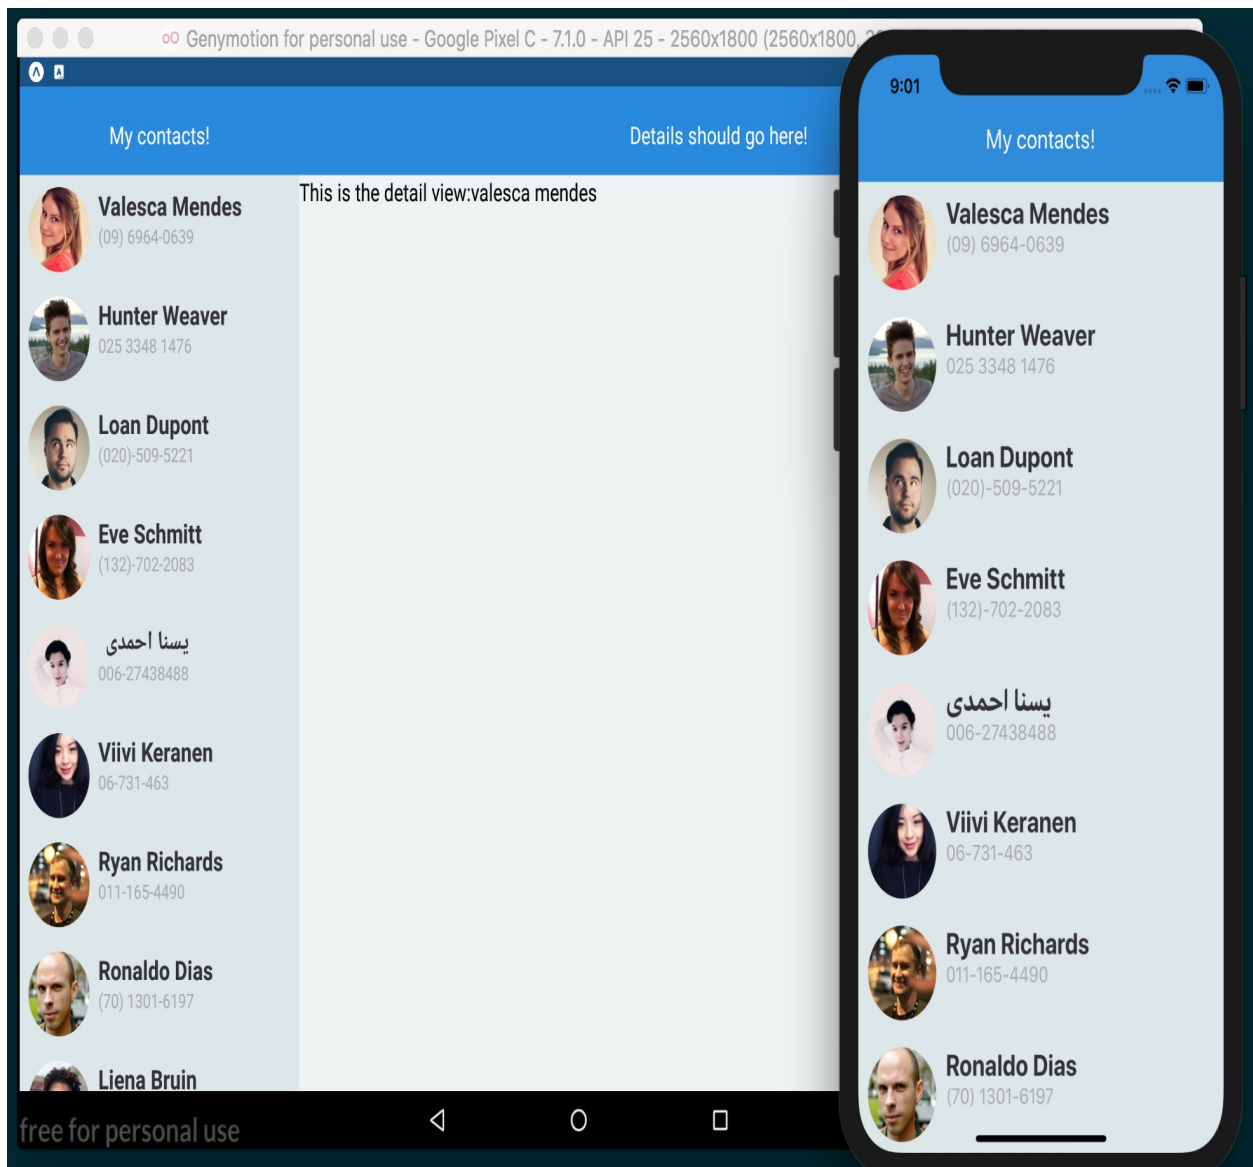 Genymotion for personal use - Google Pixel C - 7.1.0 - API 25 - 2560x1800 (2560x1800,
My contacts!
Details should go here!
This is the detail view:valesca mendes
Valesca Mendes
(09) 6964-0639
Hunter Weaver
025 3348 1476
Loan Dupont
(020)-509-5221
Eve Schmitt
(132)-702-2083
یسنا احمدی
006-27438488
Viivi Keranen
06-731-463
Ryan Richards
011-165-4490
Ronaldo Dias
(70) 1301-6197
Liena Bruin
free for personal use
9:01
My contacts!
Valesca Mendes
(09) 6964-0639
Hunter Weaver
025 3348 1476
Loan Dupont
(020)-509-5221
Eve Schmitt
(132)-702-2083
یسنا احمدی
006-27438488
Viivi Keranen
06-731-463
Ryan Richards
011-165-4490
Ronaldo Dias
(70) 1301-6197